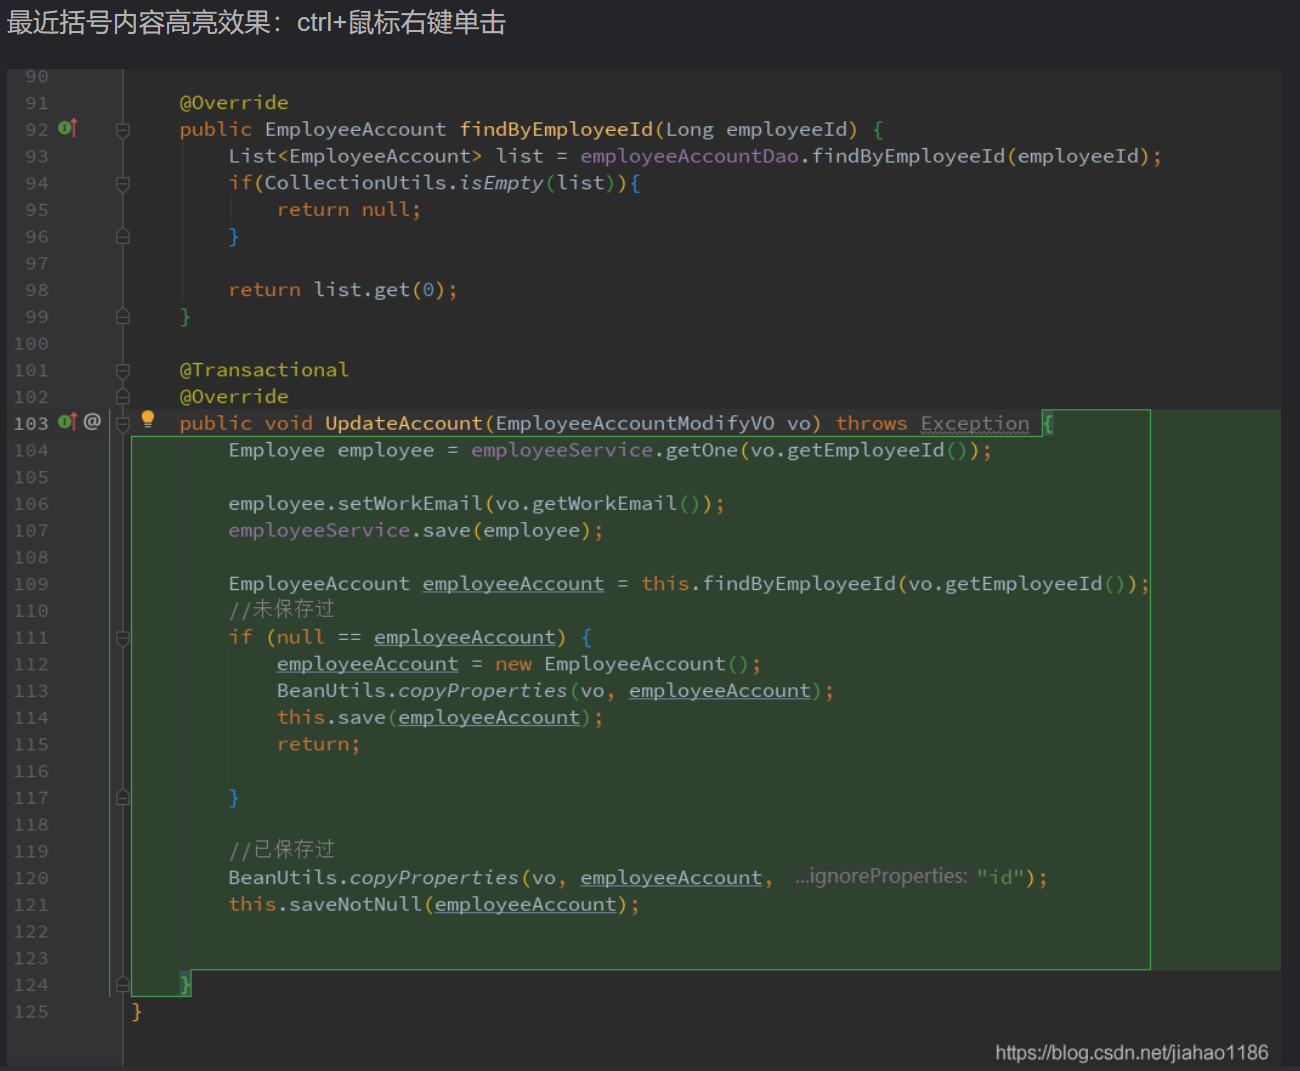 最近括号内容高亮效果：ctrl+鼠标右键单击
90
91 @Override
92 public EmployeeAccount findByEmployeeId(Long employeeId) {
93 List<EmployeeAccount> list = employeeAccountDao.findByEmployeeId(employeeId);
94 if(CollectionUtils.isEmpty(list)){
95 return null;
96 }
97
98 return list.get(0);
99 }
100
101 @Transactional
102 @Override
103 @ public void UpdateAccount(EmployeeAccountModifyVO vo) throws Exception {
104 Employee employee = employeeService.getOne(vo.getEmployeeId());
105
106 employee.setWorkEmail(vo.getWorkEmail());
107 employeeService.save(employee);
108
109 EmployeeAccount employeeAccount = this.findByEmployeeId(vo.getEmployeeId());
110 //未保存过
111 if (null == employeeAccount) {
112 employeeAccount = new EmployeeAccount();
113 BeanUtils.copyProperties(vo, employeeAccount);
114 this.save(employeeAccount);
115 return;
116
117 }
118
119 //已保存过
120 BeanUtils.copyProperties(vo, employeeAccount, ...ignoreProperties: "id");
121 this.saveNotNull(employeeAccount);
122
123
124 }
125 }
https://blog.csdn.net/jiahao1186